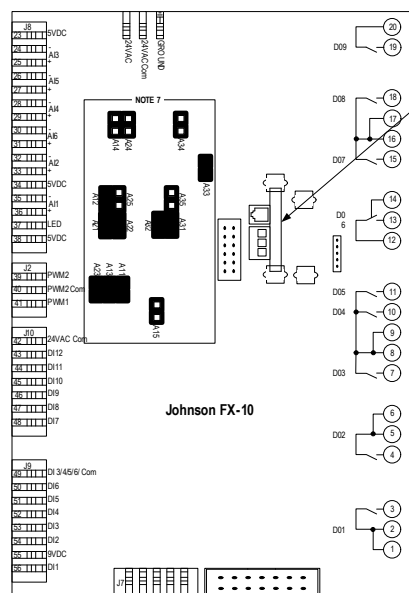 J8
23 5VDC
24 -
25 + AI3
26 -
27 + AI5
28 -
29 + AI4
30 -
31 + AI6
32 -
33 + AI2
34 5VDC
35 -
36 + AI1
37 LED
38 5VDC
J2
39 PWM2
40 PWM2 Com
41 PWM1
J10
42 24VAC Com
43 DI12
44 DI11
45 DI10
46 DI9
47 DI8
48 DI7
J9
49 DI 3/4/5/6/ Com
50 DI6
51 DI5
52 DI4
53 DI3
54 DI2
55 9VDC
56 DI1
24VAC
24VAC Com
GROUND
NOTE 7
A14
A24
A34
A33
A12
A25
A21
A22
A35
A32
A31
A23
A13
A11
A15
Johnson FX-10
J7
20
D09
19
D08
18
17
16
D07
15
14
D0
6
13
12
D05
11
D04
10
9
8
D03
7
6
D02
5
4
3
D01
2
1